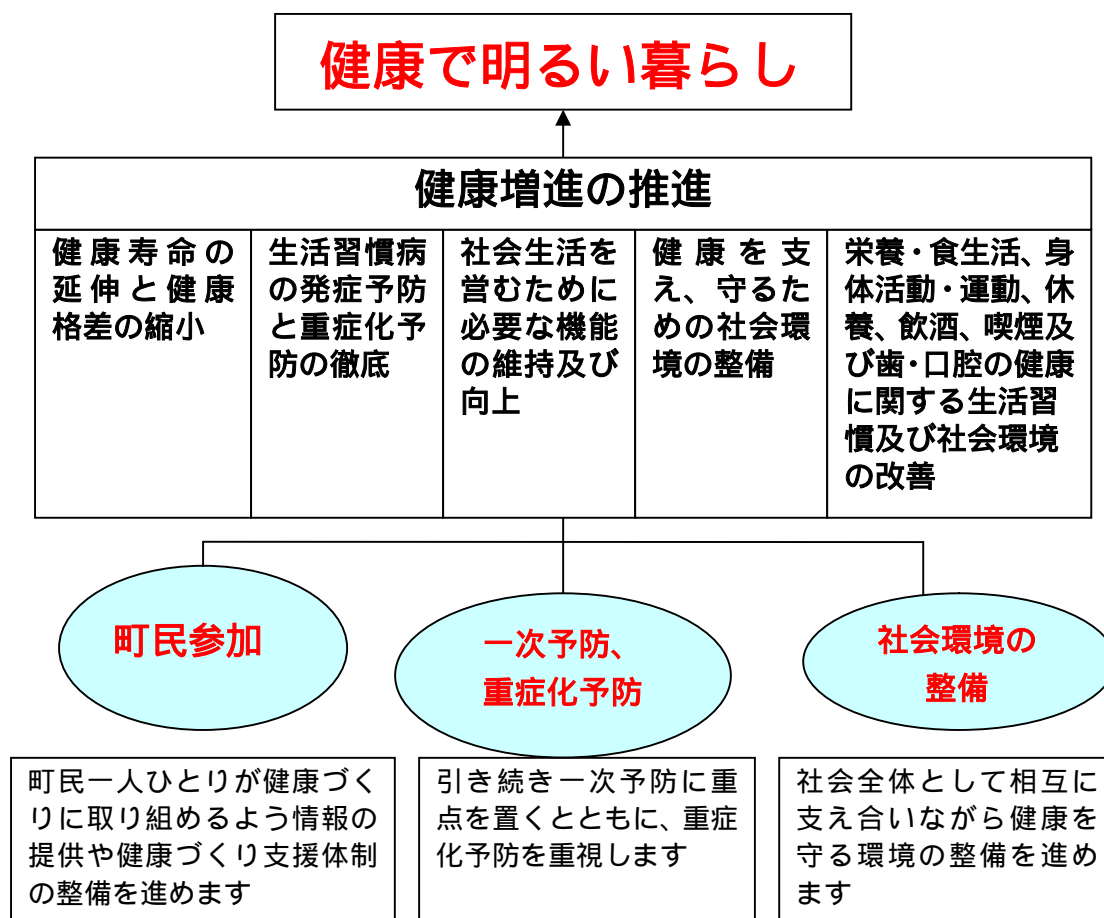 健康で明るい暮らし
健康増進の推進
健康寿命の
延伸と健康
格差の縮小
生活習慣病
の発症予防
と重症化予
防の徹底
社会生活を
営むために
必要な機能
の維持及び
向上
健康を支
え、守るた
めの社会環
境の整備
栄養・食生活、身
体活動・運動、休
養、飲酒、喫煙及
び歯・口腔の健康
に関する生活習
慣及び社会環境
の改善
町民参加
一次予防、
重症化予防
社会環境の
整備
町民一人ひとりが健康づく
りに取り組めるよう情報の
提供や健康づくり支援体制
の整備を進めます
引き続き一次予防に重
点を置くとともに、重症
化予防を重視します
社会全体として相互に
支え合いながら健康を
守る環境の整備を進め
ます